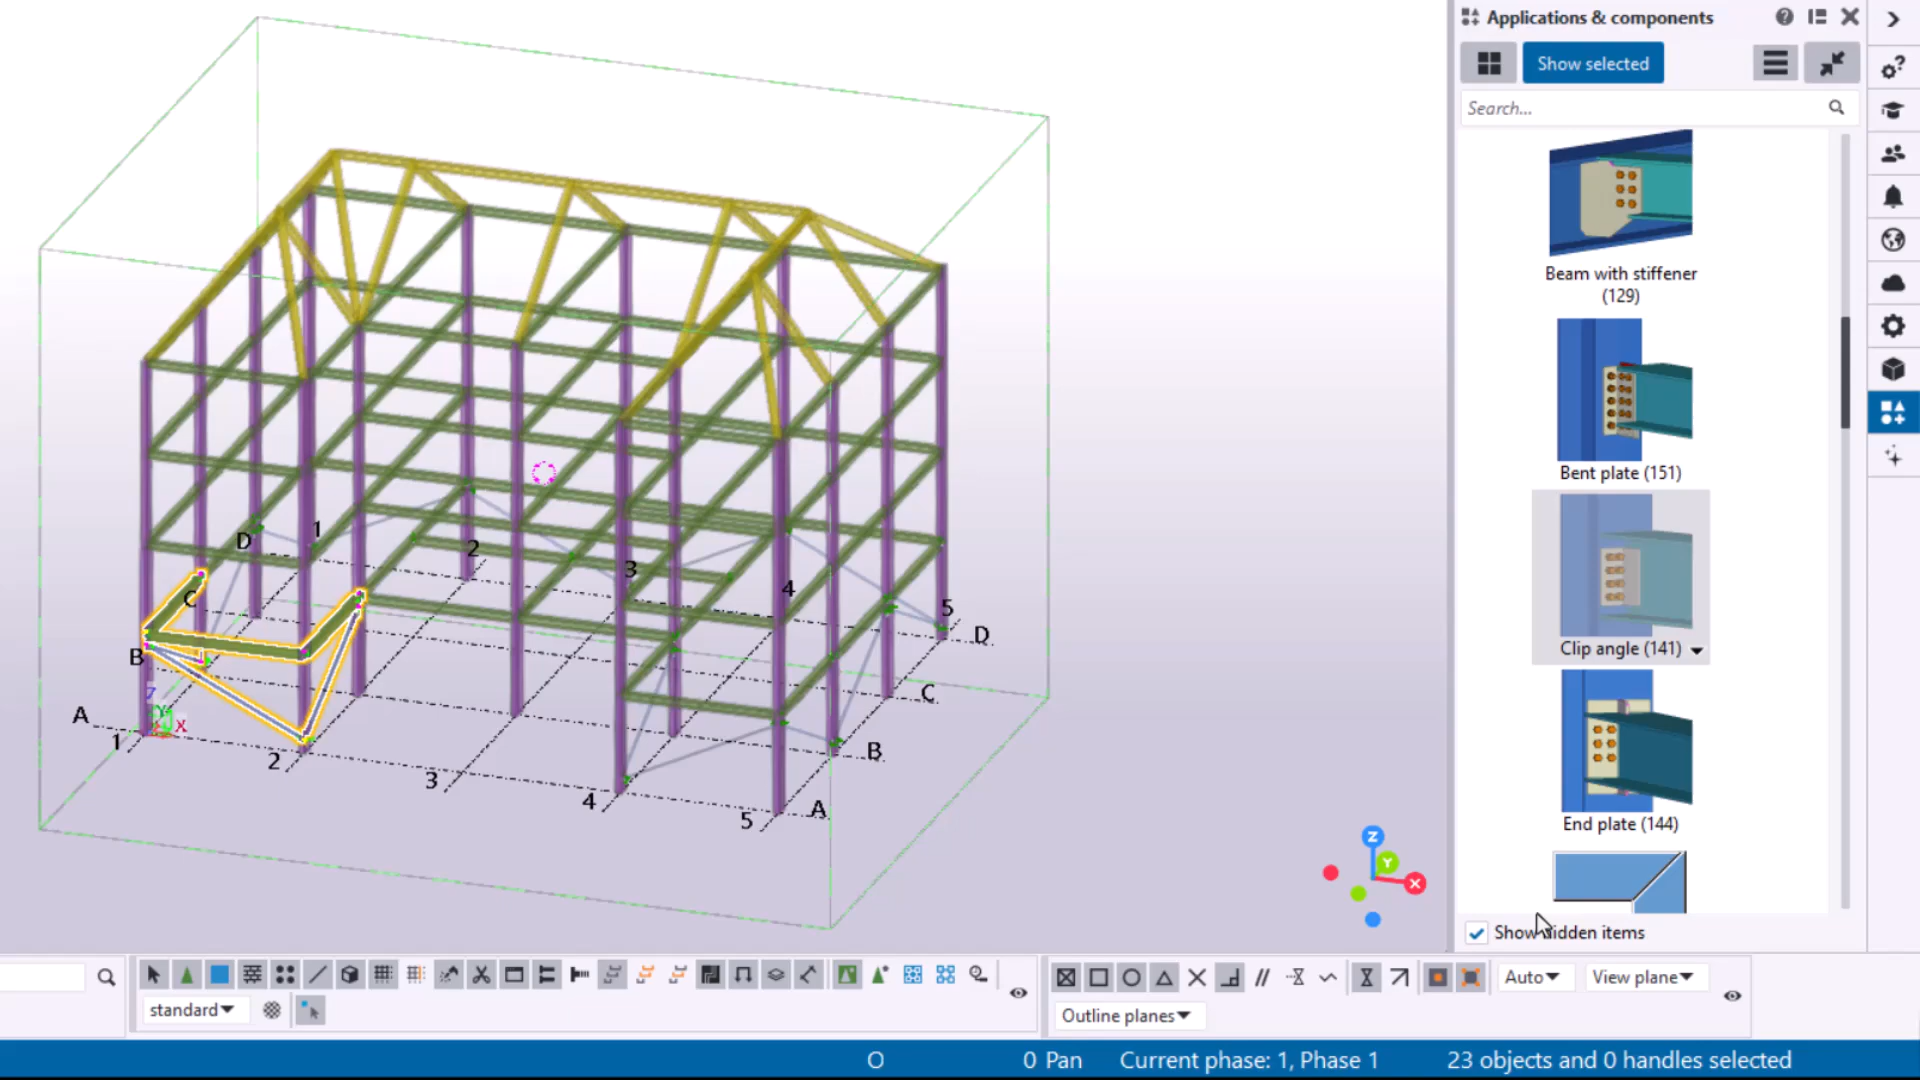 Applications & components
Show selected
Search...
Beam with stiffener
(129)
Bent plate (151)
Clip angle (141)
End plate (144)
Show hidden items
D
1
2
3
4
5
D
C
B
A
1
Z
Y
X
2
3
4
5
A
B
C
Z
Y
X
standard
Auto
View plane
Outline planes
O
0 Pan
Current phase: 1, Phase 1
23 objects and 0 handles selected